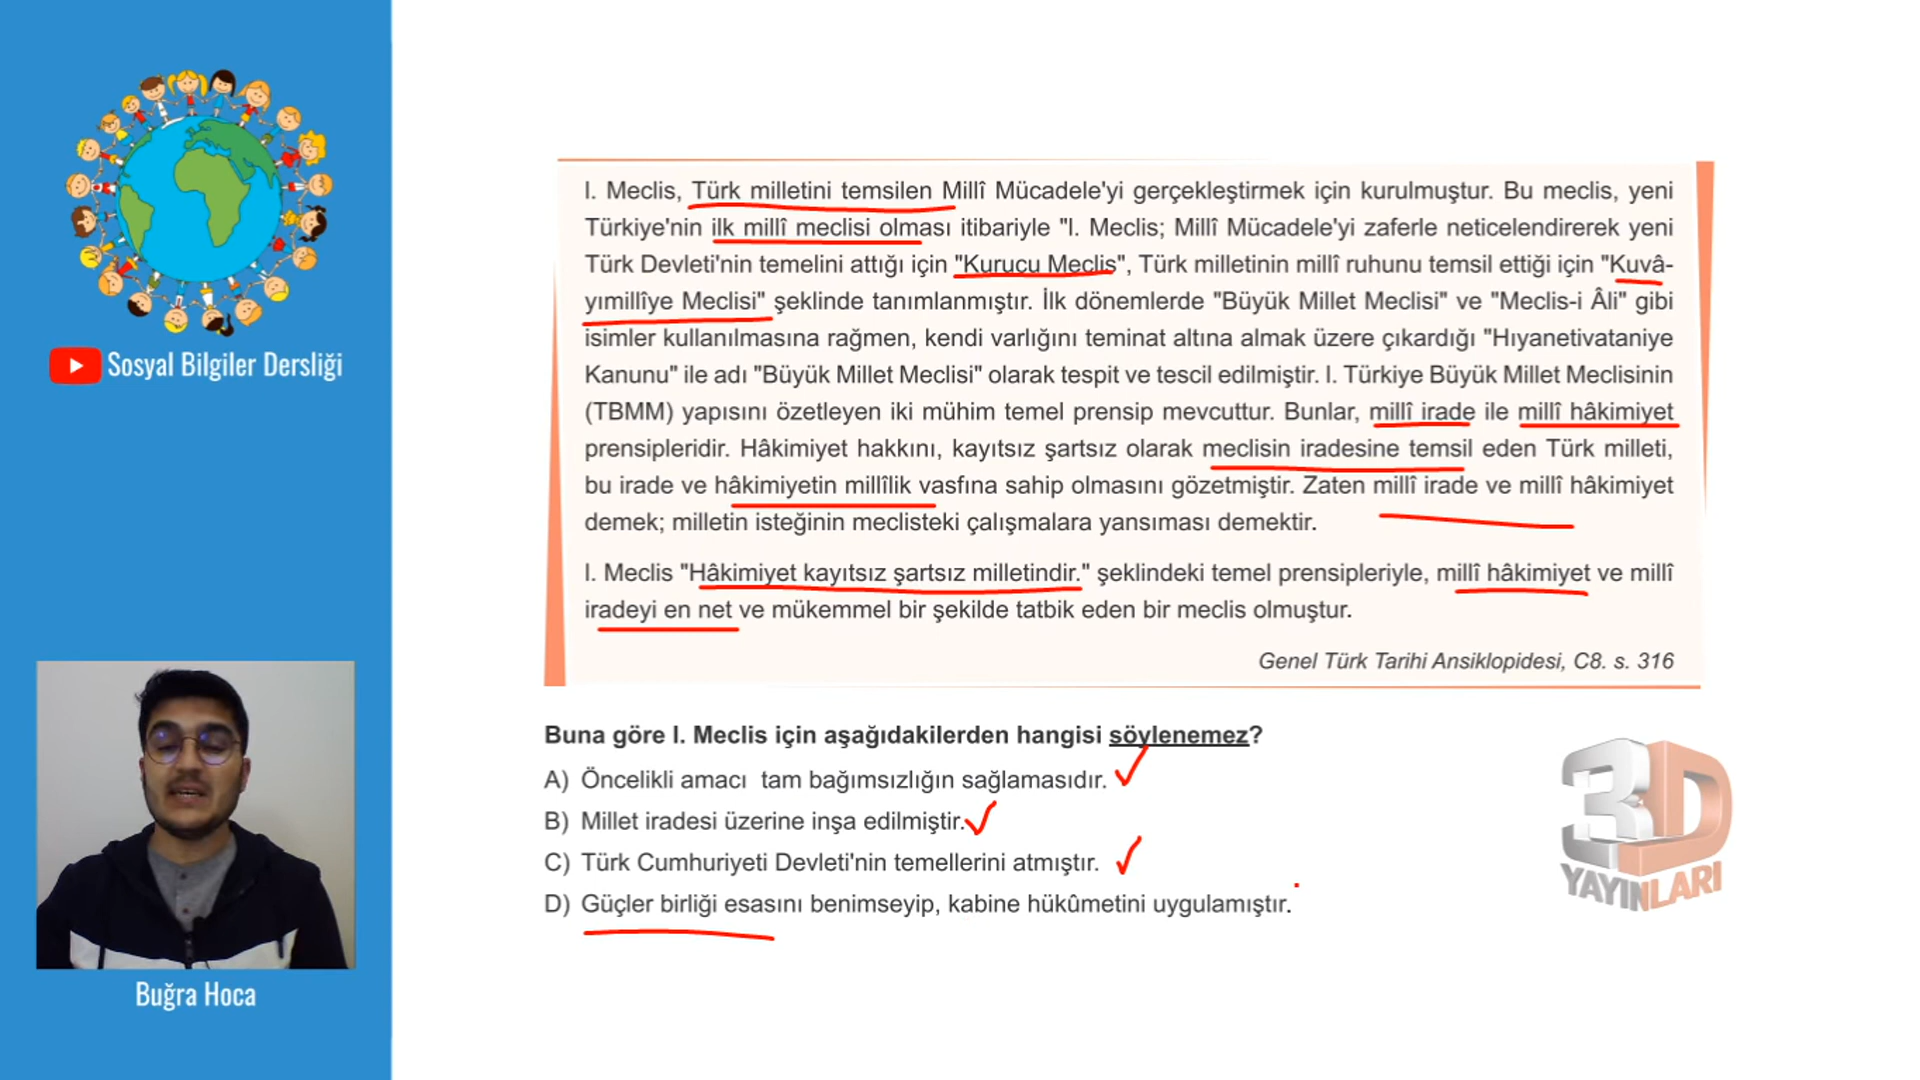 Sosyal Bilgiler Dersliği
Buğra Hoca
I. Meclis, Türk milletini temsilen Millî Mücadele'yi gerçekleştirmek için kurulmuştur. Bu meclis, yeni
Türkiye'nin ilk millî meclisi olması itibariyle "I. Meclis; Millî Mücadele'yi zaferle neticelendirerek yeni
Türk Devleti'nin temelini attığı için "Kurucu Meclis", Türk milletinin millî ruhunu temsil ettiği için "Kuvâ-
yımillîye Meclisi" şeklinde tanımlanmıştır. İlk dönemlerde "Büyük Millet Meclisi" ve "Meclis-i Âli" gibi
isimler kullanılmasına rağmen, kendi varlığını teminat altına almak üzere çıkardığı "Hıyanetivataniye
Kanunu" ile adı "Büyük Millet Meclisi" olarak tespit ve tescil edilmiştir. I. Türkiye Büyük Millet Meclisinin
(TBMM) yapısını özetleyen iki mühim temel prensip mevcuttur. Bunlar, millî irade ile millî hâkimiyet
prensipleridir. Hâkimiyet hakkını, kayıtsız şartsız olarak meclisin iradesine temsil eden Türk milleti,
bu irade ve hâkimiyetin millîlik vasfına sahip olmasını gözetmiştir. Zaten millî irade ve millî hâkimiyet
demek; milletin isteğinin meclisteki çalışmalara yansıması demektir.
I. Meclis "Hâkimiyet kayıtsız şartsız milletindir." şeklindeki temel prensipleriyle, millî hâkimiyet ve millî
iradeyi en net ve mükemmel bir şekilde tatbik eden bir meclis olmuştur.
Genel Türk Tarihi Ansiklopidesi, C8. s. 316
Buna göre I. Meclis için aşağıdakilerden hangisi söylenemez?
A) Öncelikli amacı tam bağımsızlığın sağlamasıdır.
B) Millet iradesi üzerine inşa edilmiştir.
C) Türk Cumhuriyeti Devleti'nin temellerini atmıştır.
D) Güçler birliği esasını benimseyip, kabine hükûmetini uygulamıştır.
3D
YAYINLARI